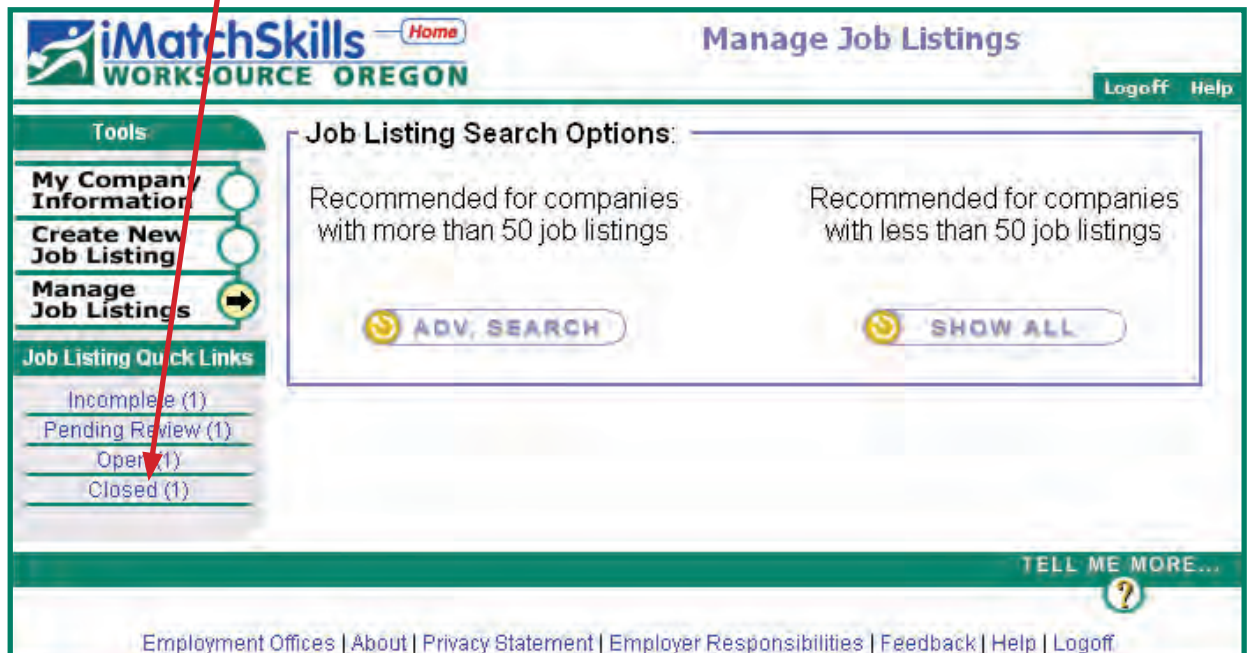 iMatchSkills Home
WORKSOURCE OREGON
Manage Job Listings
Logoff Help
Tools
My Company
Information
Create New
Job Listing
Manage
Job Listings
Job Listing Quick Links
Incomplete (1)
Pending Review (1)
Open (1)
Closed (1)
Job Listing Search Options:
Recommended for companies
with more than 50 job listings
ADV. SEARCH
Recommended for companies
with less than 50 job listings
SHOW ALL
TELL ME MORE...
?
Employment Offices | About | Privacy Statement | Employer Responsibilities | Feedback | Help | Logoff